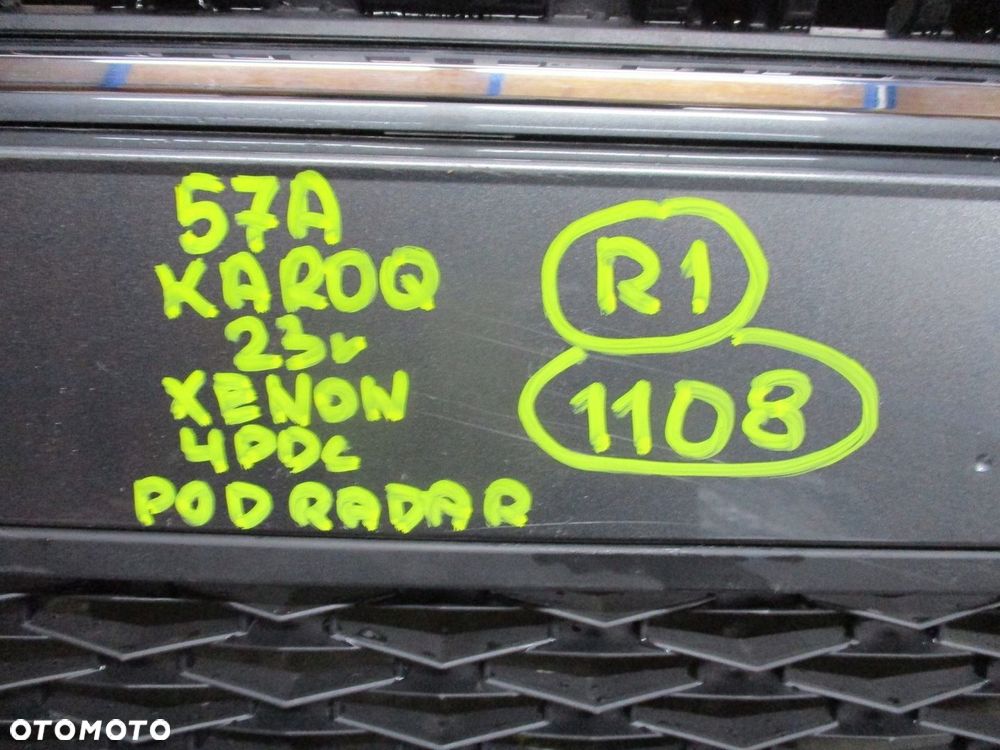 57A
KAROQ
23r
XENON
4PDC
POD RADAR
R1
1108
OTOMOTO